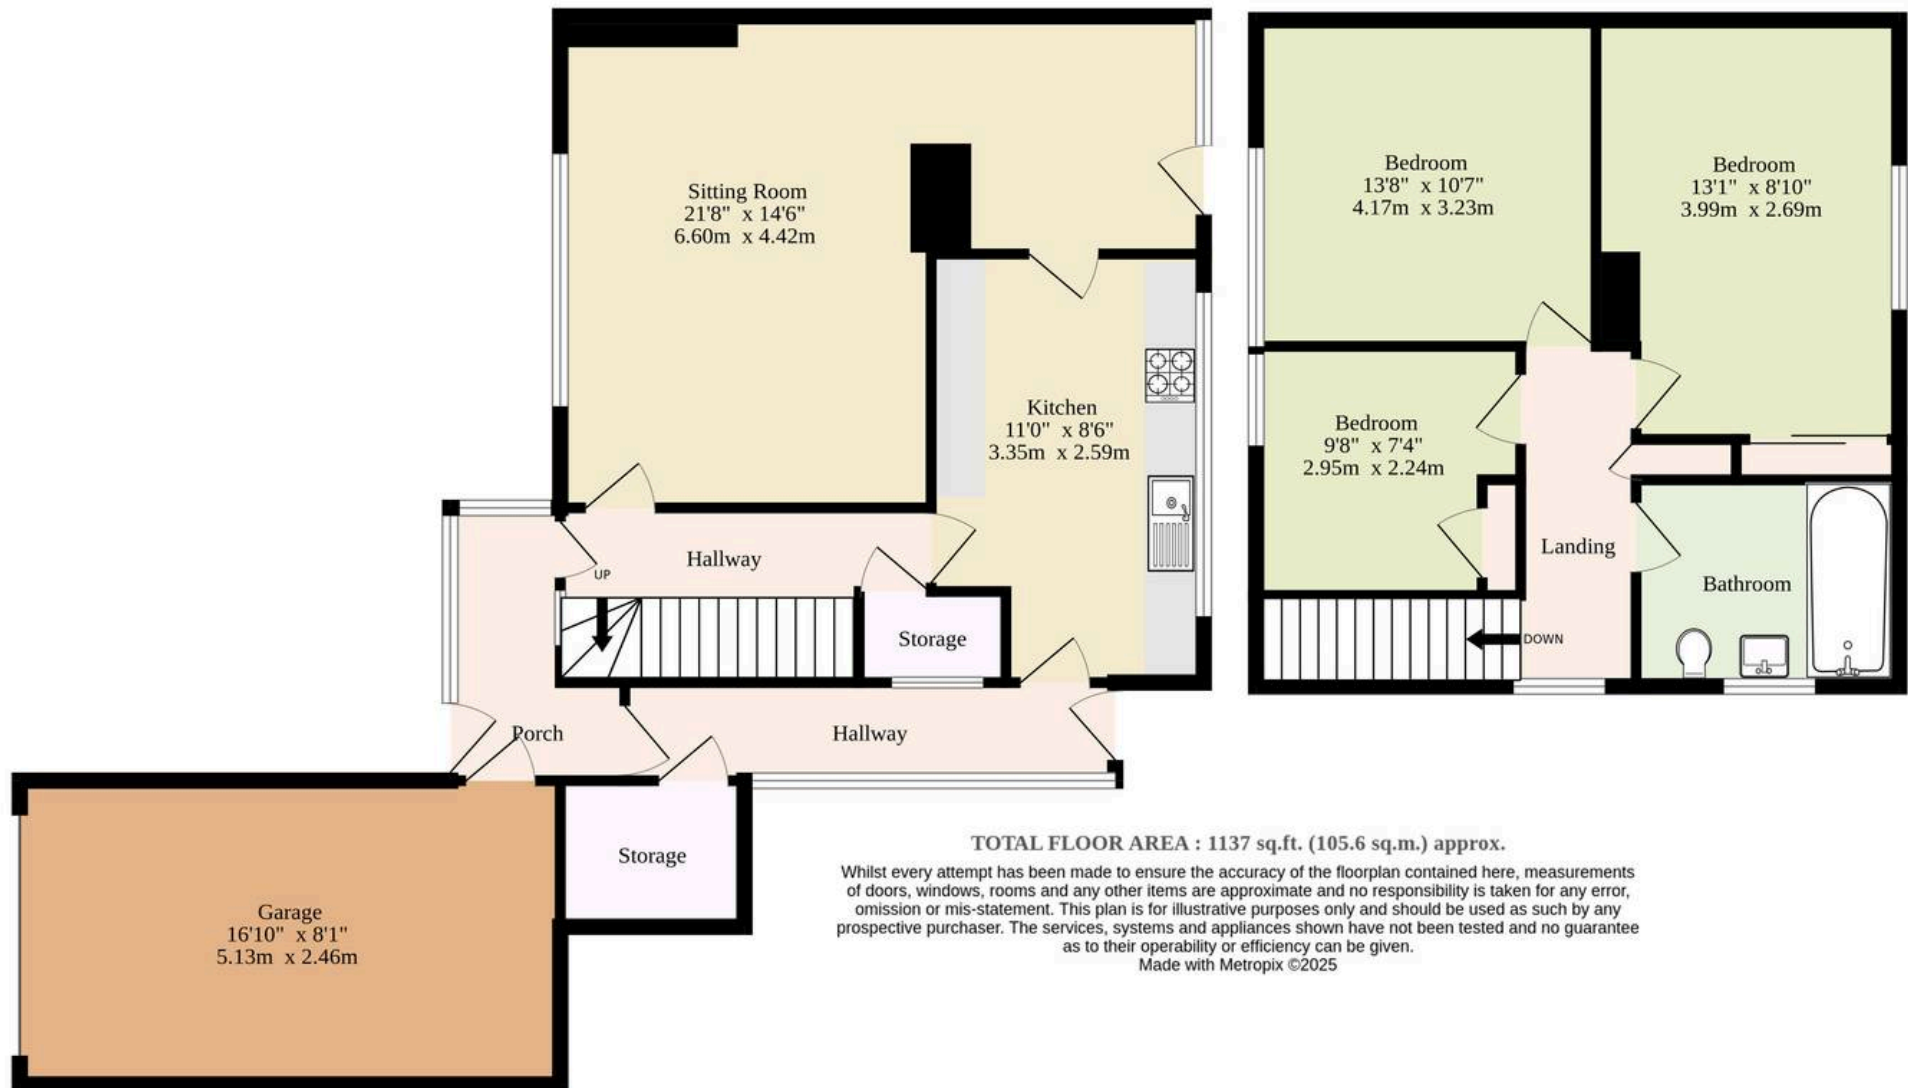 Sitting Room
21'8" x 14'6"
6.60m x 4.42m
Kitchen
11'0" x 8'6"
3.35m x 2.59m
Hallway
UP
Storage
Porch
Hallway
Storage
Garage
16'10" x 8'1"
5.13m x 2.46m
Bedroom
13'8" x 10'7"
4.17m x 3.23m
Bedroom
13'1" x 8'10"
3.99m x 2.69m
Bedroom
9'8" x 7'4"
2.95m x 2.24m
Landing
Bathroom
DOWN
TOTAL FLOOR AREA : 1137 sq.ft. (105.6 sq.m.) approx.
Whilst every attempt has been made to ensure the accuracy of the floorplan contained here, measurements
of doors, windows, rooms and any other items are approximate and no responsibility is taken for any error,
omission or mis-statement. This plan is for illustrative purposes only and should be used as such by any
prospective purchaser. The services, systems and appliances shown have not been tested and no guarantee
as to their operability or efficiency can be given.
Made with Metropix ©2025